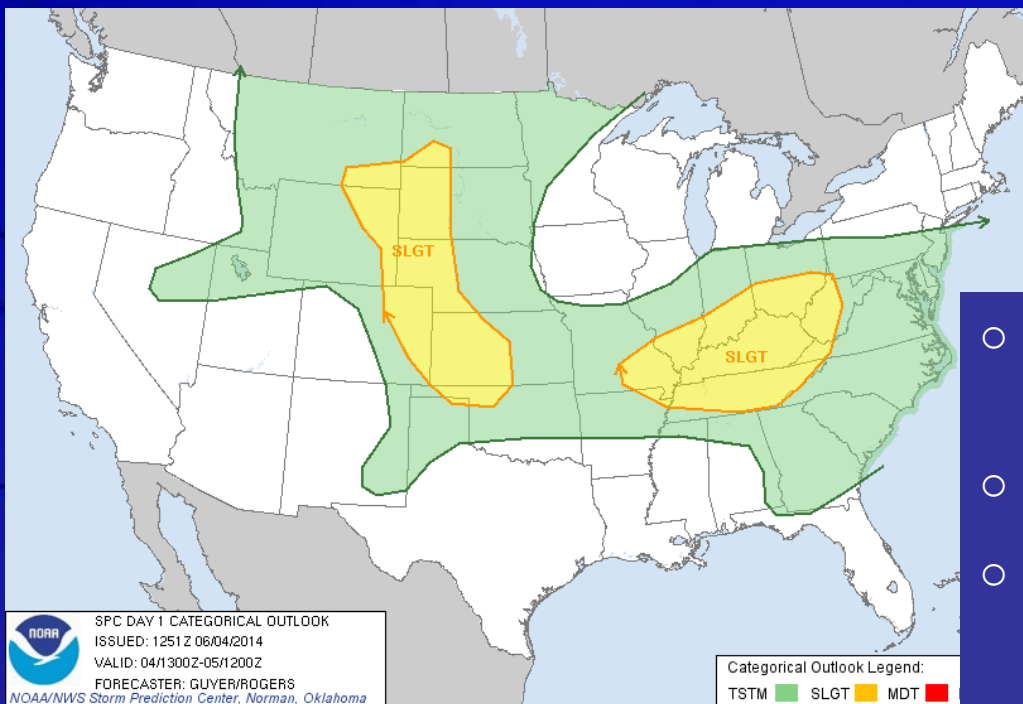 SLGT
SLGT
NOAA
SPC DAY 1 CATEGORICAL OUTLOOK
ISSUED: 1251Z 06/04/2014
VALID: 04/1300Z-05/1200Z
FORECASTER: GUYER/ROGERS
NOAA/NWS Storm Prediction Center, Norman, Oklahoma
Categorical Outlook Legend:
TSTM SLGT MDT